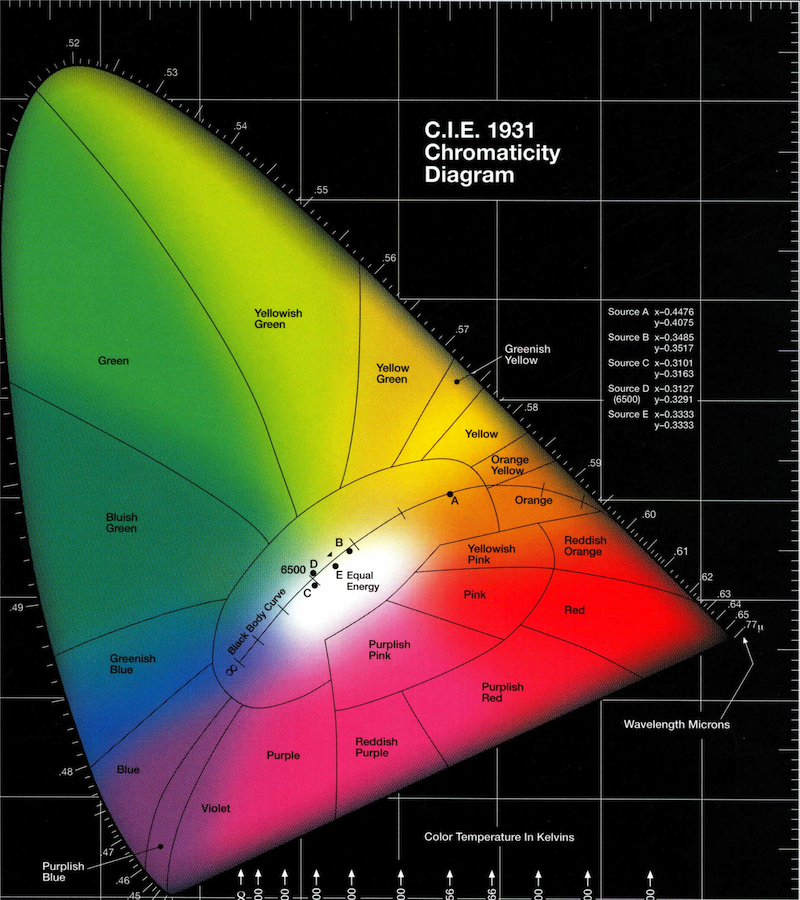 .52
.53
.54
C.I.E. 1931
Chromaticity
Diagram
.55
.56
Source A x–0.4476
y–0.4075
Source B x–0.3485
y–0.3517
Source C x–0.3101
y–0.3163
Source D x–0.3127
(6500) y–0.3291
Source E x–0.3333
y–0.3333
Yellowish
Green
.57
Greenish
Yellow
Green
Yellow
Green
.58
Yellow
Orange
Yellow
.59
Orange
A
.60
Bluish
Green
Reddish
Orange
B
.61
Yellowish
Pink
6500 D
E Equal
Energy
C
.62
Pink
.63
.64
.65
.77μ
Red
.49
Black Body Curve
∞
Greenish
Blue
Purplish
Pink
Purplish
Red
Wavelength Microns
.48
Blue
Purple
Reddish
Purple
Violet
Color Temperature In Kelvins
.47
Purplish
Blue
.46
.45